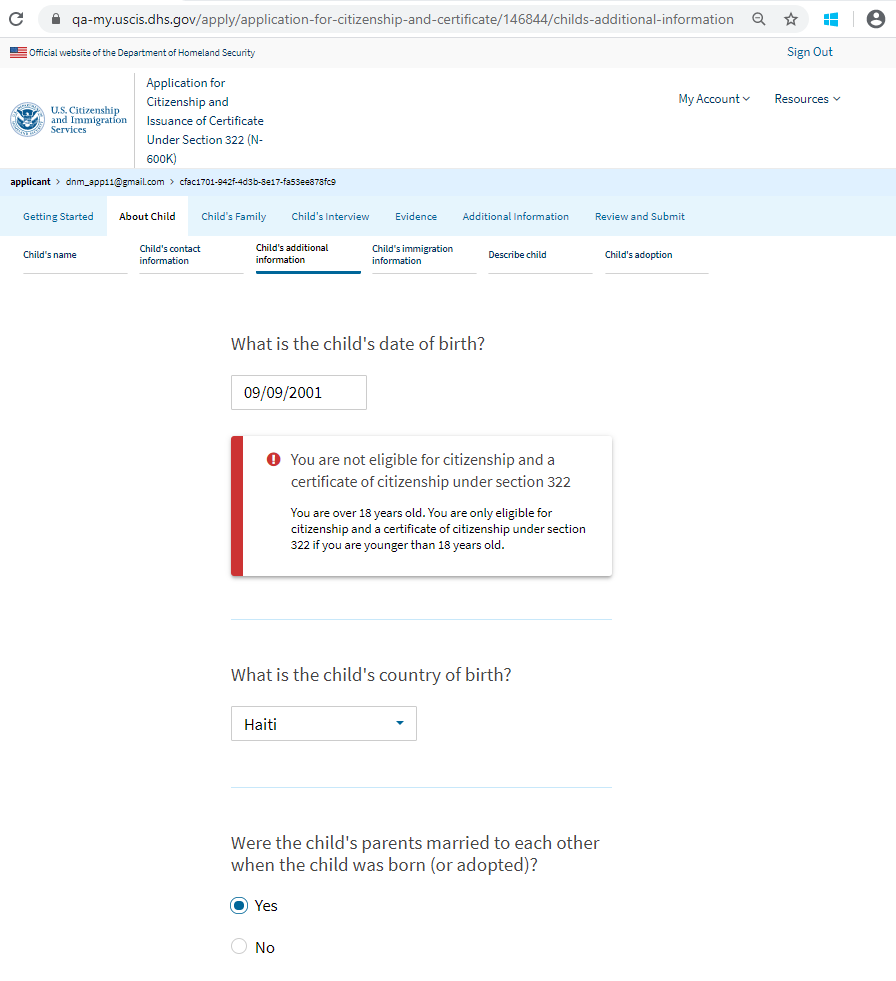 qa-my.uscis.dhs.gov/apply/application-for-citizenship-and-certificate/146844/childs-additional-information
Official website of the Department of Homeland Security
Sign Out
U.S. Citizenship
and Immigration
Services
Application for
Citizenship and
Issuance of Certificate
Under Section 322 (N-
600K)
My Account
Resources
applicant > dnm_app11@gmail.com > cfac1701-942f-4d3b-8e17-fa53ee878fc9
Getting Started
About Child
Child's Family
Child's Interview
Evidence
Additional Information
Review and Submit
Child's name
Child's contact
information
Child's additional
information
Child's immigration
information
Describe child
Child's adoption
What is the child's date of birth?
09/09/2001
You are not eligible for citizenship and a
certificate of citizenship under section 322
You are over 18 years old. You are only eligible for
citizenship and a certificate of citizenship under section
322 if you are younger than 18 years old.
What is the child's country of birth?
Haiti
Were the child's parents married to each other
when the child was born (or adopted)?
Yes
No